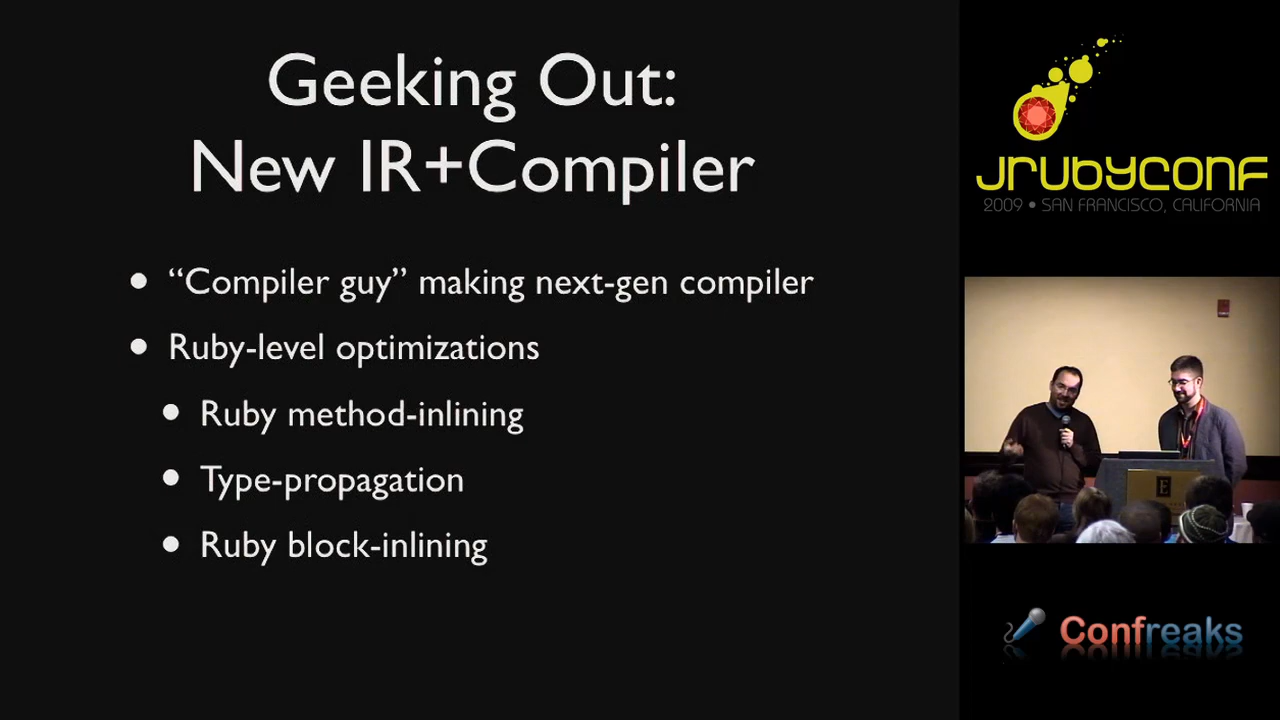 Geeking Out:
New IR+Compiler
• “Compiler guy” making next-gen compiler
• Ruby-level optimizations
• Ruby method-inlining
• Type-propagation
• Ruby block-inlining
JRUBYCONF
2009 • SAN FRANCISCO, CALIFORNIA
E
Confreaks